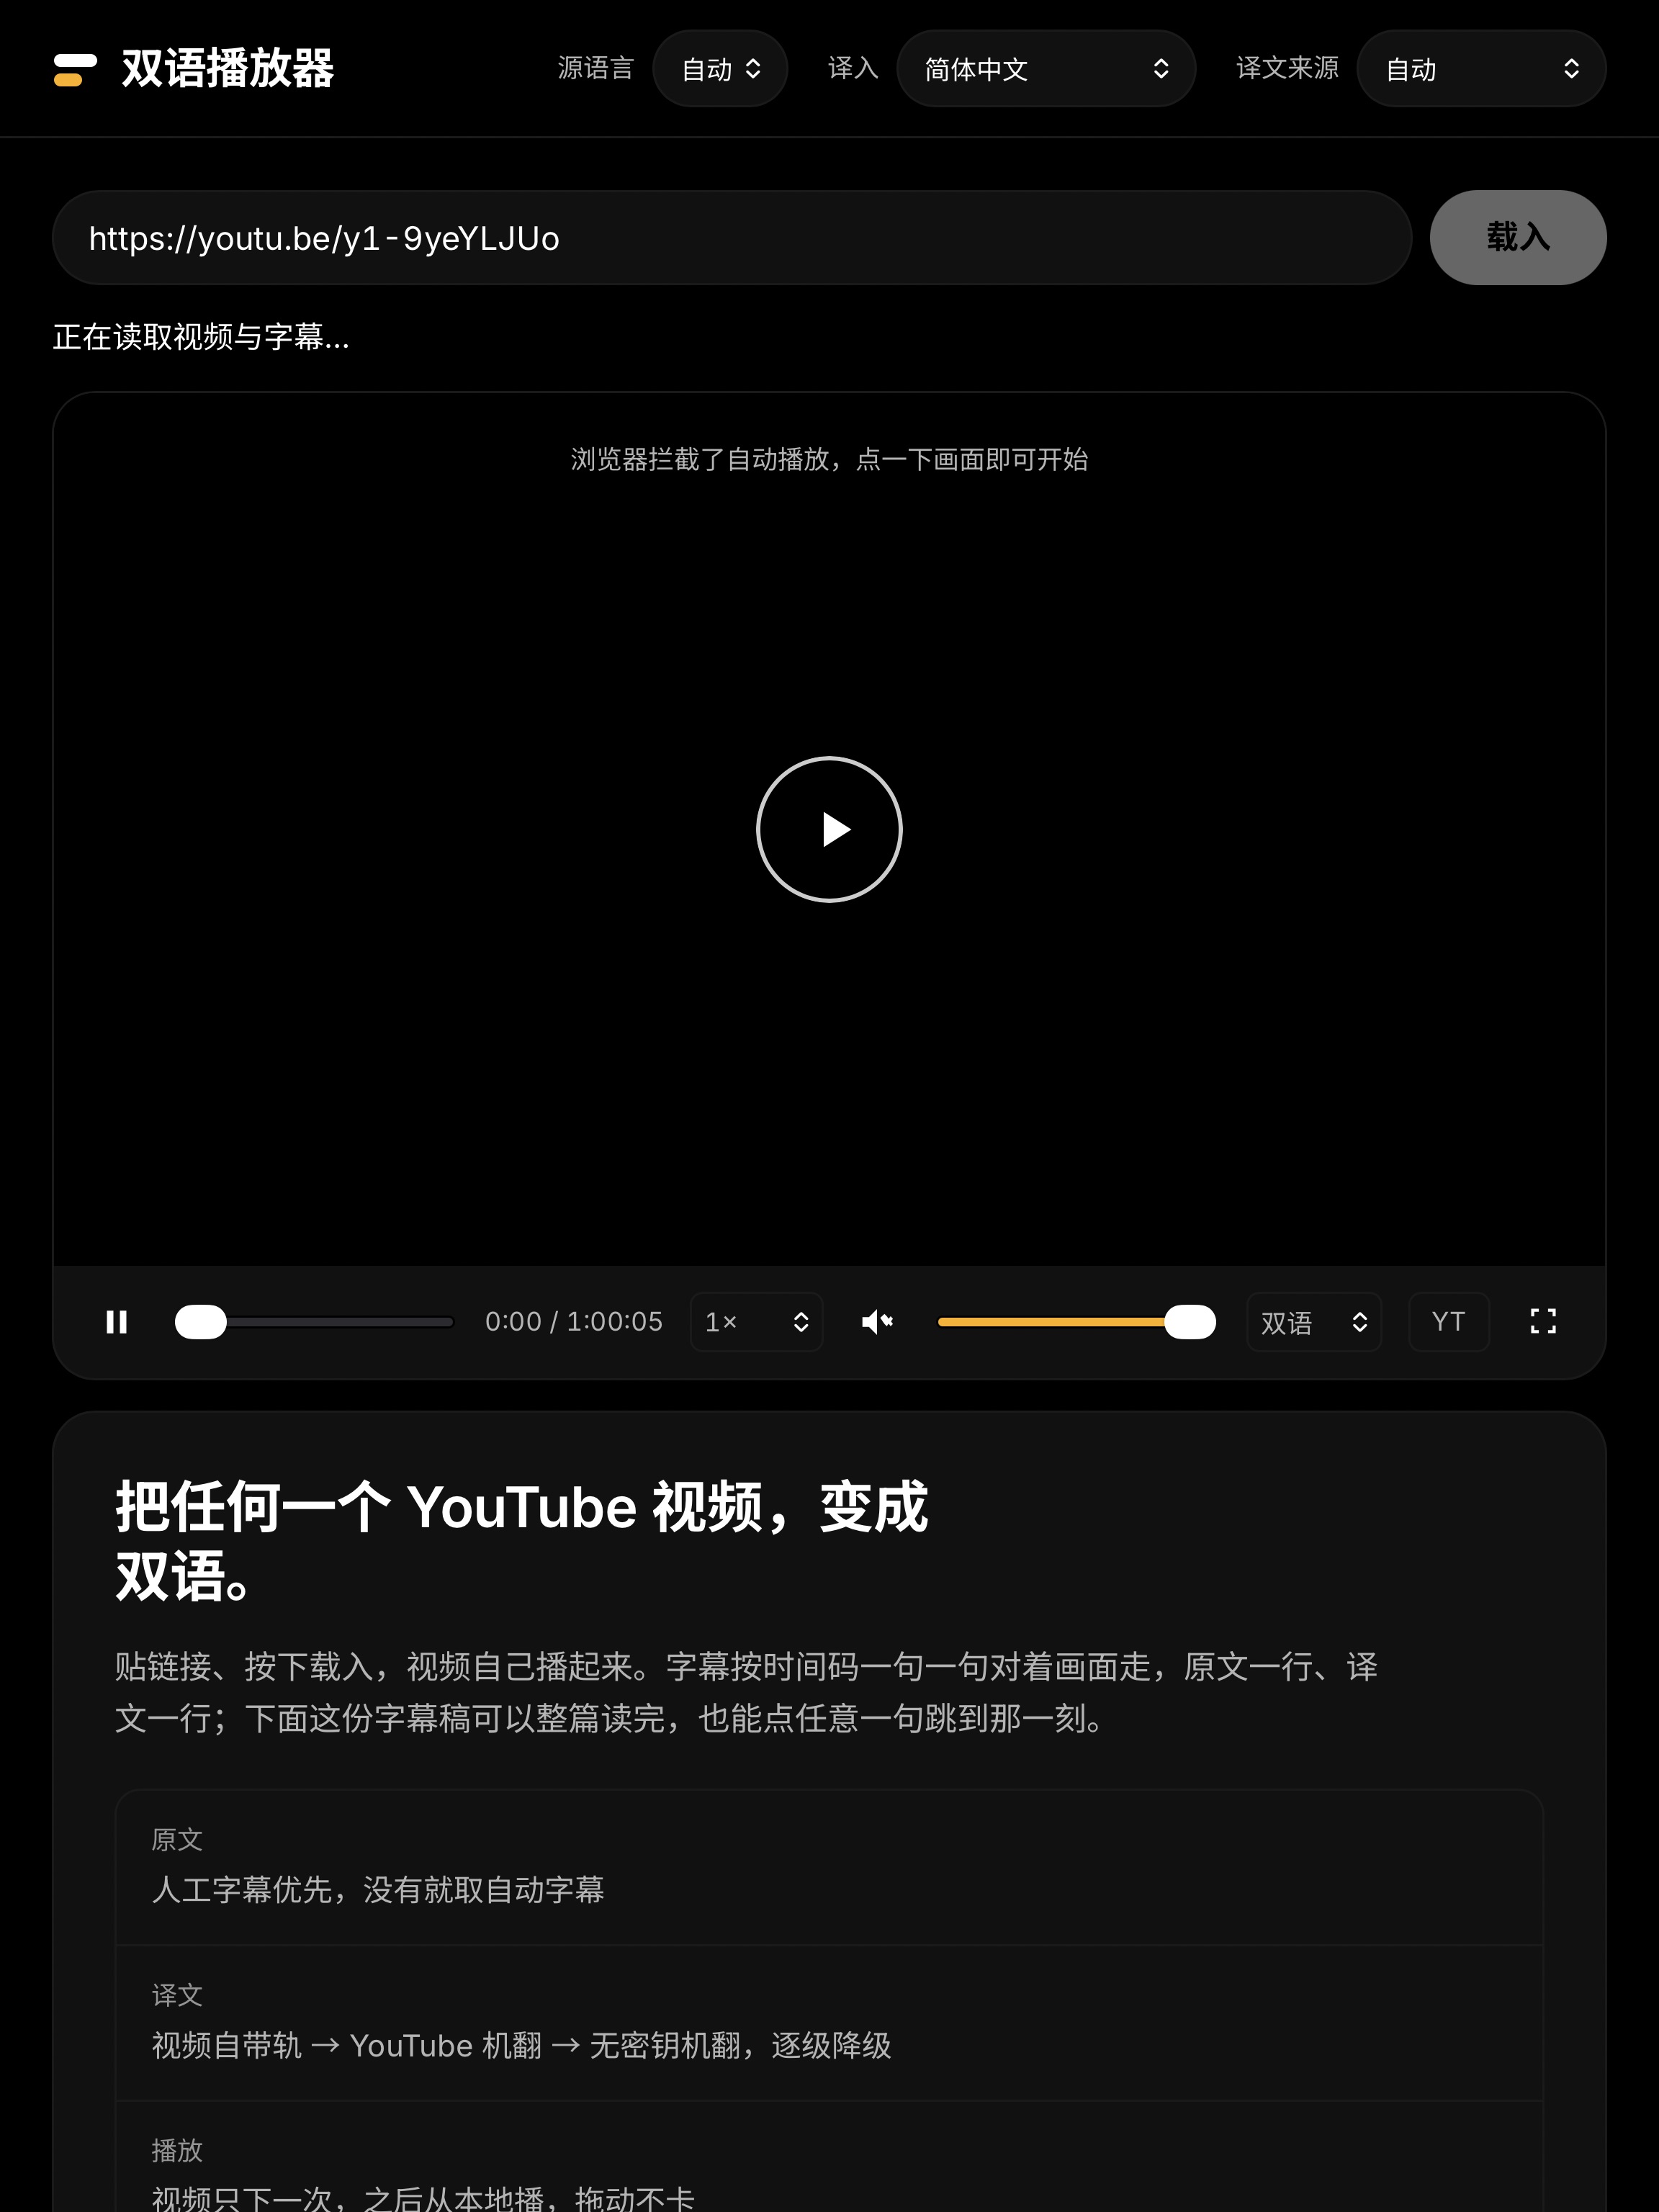 双语播放器
源语言 自动 译入 简体中文 译文来源 自动
https://youtu.be/y1-9yeYLJUo 载入
正在读取视频与字幕…
浏览器拦截了自动播放，点一下画面即可开始
0:00 / 1:00:05 1× 双语 YT
把任何一个 YouTube 视频，变成
双语。
贴链接、按下载入，视频自己播起来。字幕按时间码一句一句对着画面走，原文一行、译
文一行；下面这份字幕稿可以整篇读完，也能点任意一句跳到那一刻。
原文
人工字幕优先，没有就取自动字幕
译文
视频自带轨 → YouTube 机翻 → 无密钥机翻，逐级降级
播放
视频只下一次，之后从本地播，拖动不卡